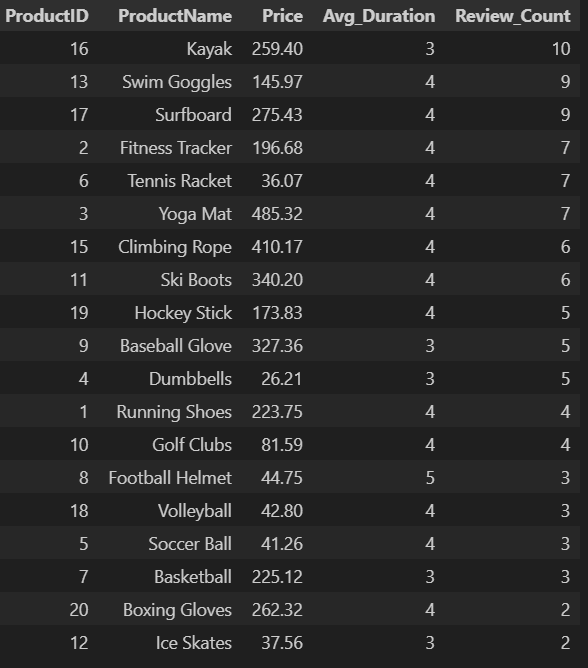 ProductID ProductName Price Avg_Duration Review_Count
16 Kayak 259.40 3 10
13 Swim Goggles 145.97 4 9
17 Surfboard 275.43 4 9
2 Fitness Tracker 196.68 4 7
6 Tennis Racket 36.07 4 7
3 Yoga Mat 485.32 4 7
15 Climbing Rope 410.17 4 6
11 Ski Boots 340.20 4 6
19 Hockey Stick 173.83 4 5
9 Baseball Glove 327.36 3 5
4 Dumbbells 26.21 3 5
1 Running Shoes 223.75 4 4
10 Golf Clubs 81.59 4 4
8 Football Helmet 44.75 5 3
18 Volleyball 42.80 4 3
5 Soccer Ball 41.26 4 3
7 Basketball 225.12 3 3
20 Boxing Gloves 262.32 4 2
12 Ice Skates 37.56 3 2